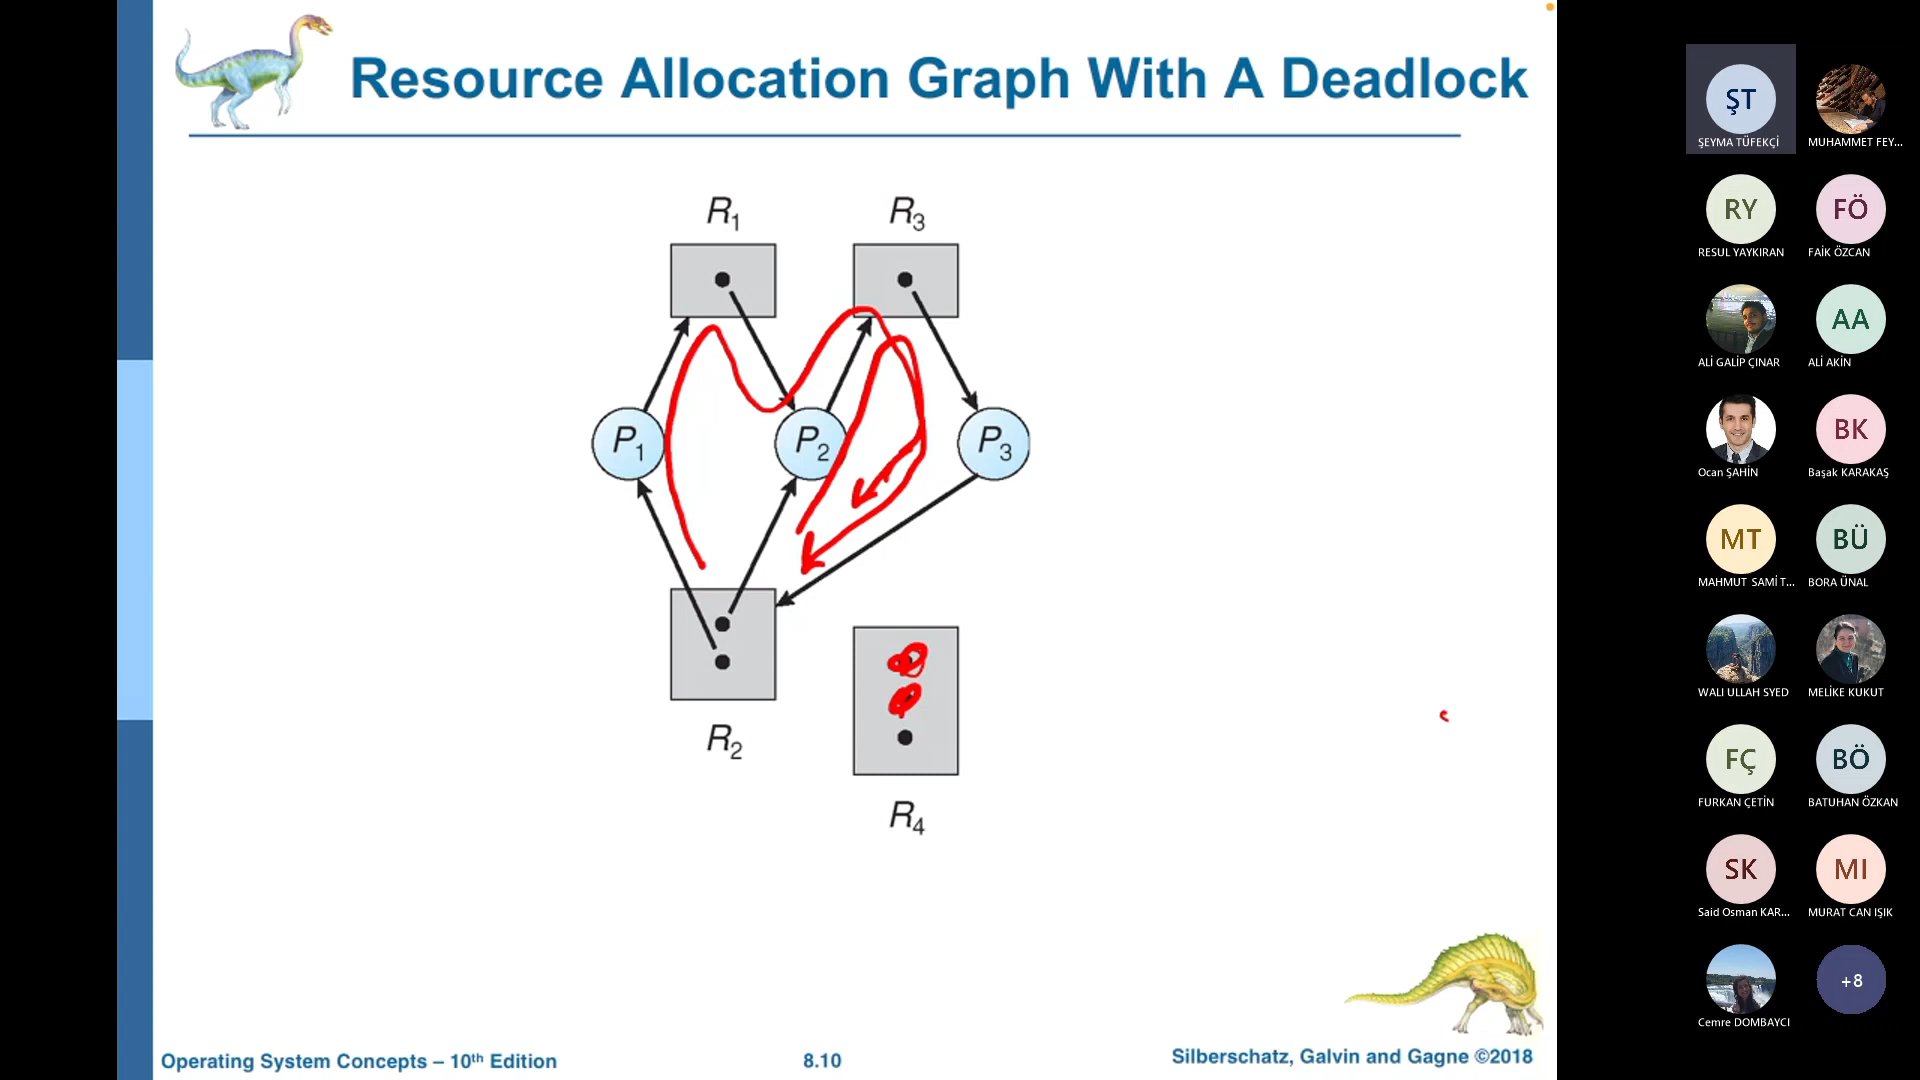 Resource Allocation Graph With A Deadlock
R1
R3
P1
P2
P3
R2
R4
Operating System Concepts – 10th Edition
8.10
Silberschatz, Galvin and Gagne ©2018
ŞT
ŞEYMA TÜFEKÇİ
MUHAMMET FEY...
RY
RESUL YAYKIRAN
FÖ
FAİK ÖZCAN
ALİ GALİP ÇINAR
AA
ALİ AKİN
Ocan ŞAHİN
BK
Başak KARAKAŞ
MT
MAHMUT SAMİ T...
BÜ
BORA ÜNAL
WALI ULLAH SYED
MELİKE KUKUT
FÇ
FURKAN ÇETİN
BÖ
BATUHAN ÖZKAN
SK
Said Osman KAR...
MI
MURAT CAN IŞIK
Cemre DOMBAYCI
+8